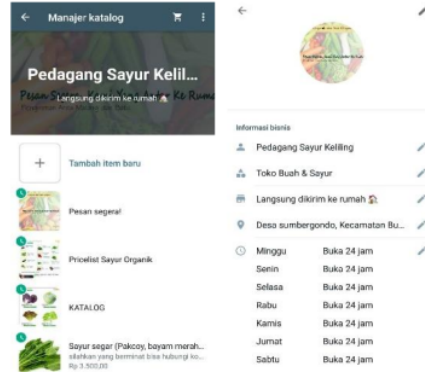 Manajer katalog
Pedagang Sayur Kelil...
Langsung dikirim ke rumah
Tambah item baru
Pesan segera!
Pricelist Sayur Organik
KATALOG
Sayur segar (Pakcoy, bayam merah...
silahkan yang berminat bisa hubungi ko...
Rp 3.500,00
Informasi bisnis
Pedagang Sayur Keliling
Toko Buah & Sayur
Langsung dikirim ke rumah
Desa sumbergondo, Kecamatan Bu...
Minggu Buka 24 jam
Senin Buka 24 jam
Selasa Buka 24 jam
Rabu Buka 24 jam
Kamis Buka 24 jam
Jumat Buka 24 jam
Sabtu Buka 24 jam